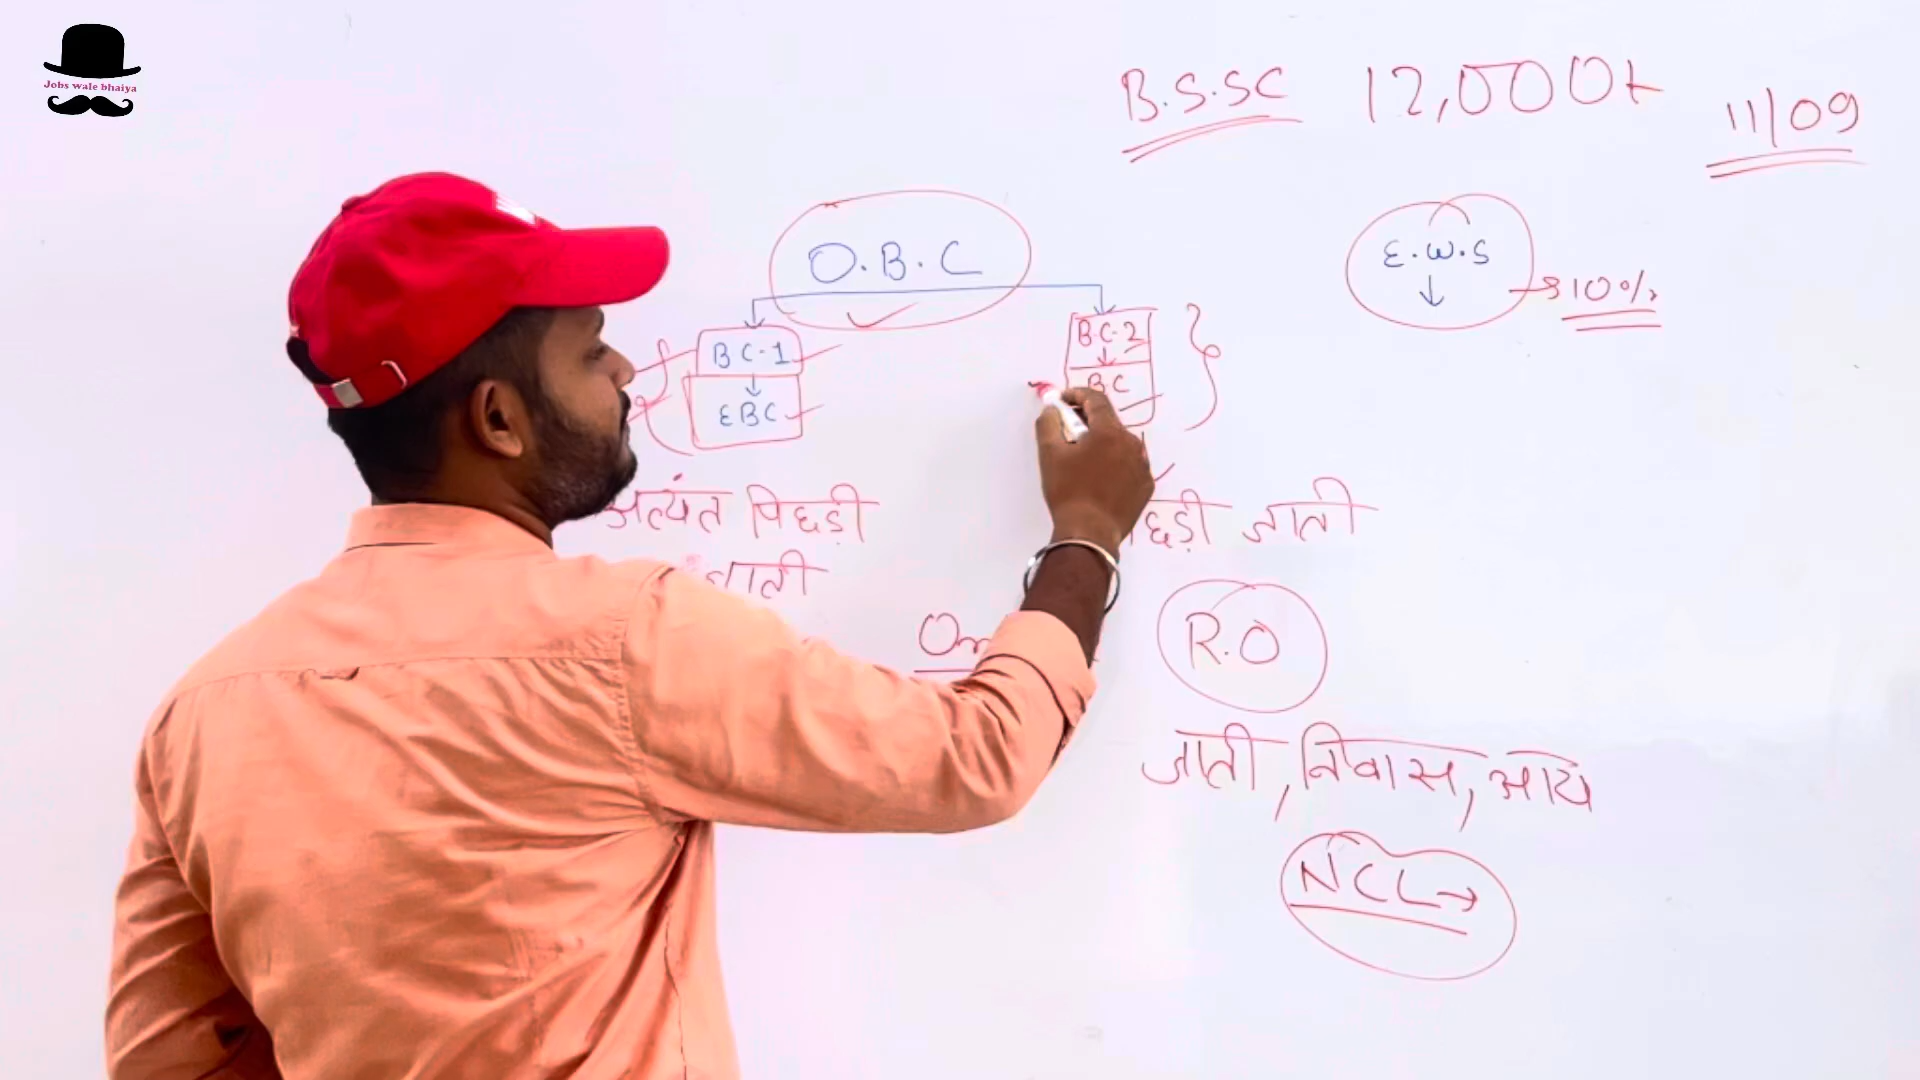 Jobs wale bhaiya
B.S.SC 12,000+ 11/09
O.B.C
E.W.S
10%
BC-1
B.C-2
EBC
BC
अत्यंत पिछड़ी
जाती
छड़ी जाती
R.O
जाती, निवास, आय
NCL